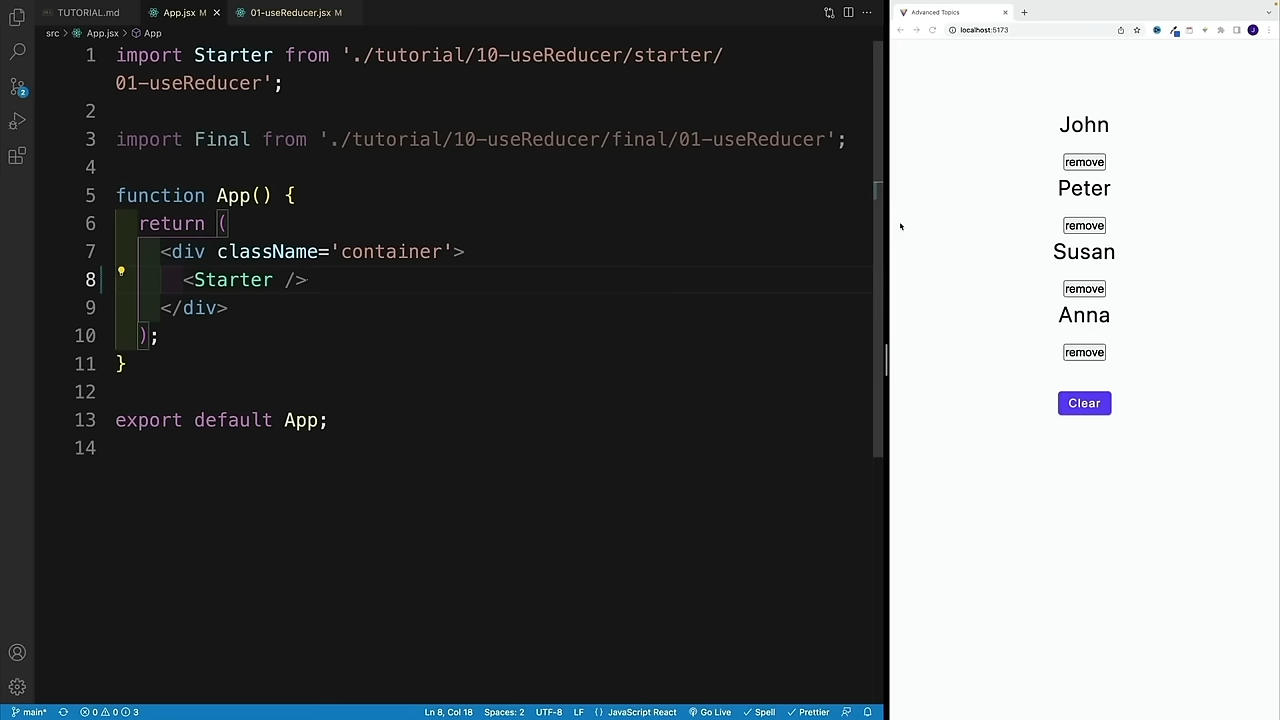 TUTORIAL.md
App.jsx M
01-useReducer.jsx M
src > App.jsx > App
1 import Starter from './tutorial/10-useReducer/starter/
01-useReducer';
2
3 import Final from './tutorial/10-useReducer/final/01-useReducer';
4
5 function App() {
6 return (
7 <div className='container'>
8 <Starter />
9 </div>
10 );
11 }
12
13 export default App;
14
2
main*
0 0 3
Ln 8, Col 18
Spaces: 2
UTF-8
LF
{ } JavaScript React
Go Live
Spell
Prettier
Advanced Topics
localhost:5173
J
John
remove
Peter
remove
Susan
remove
Anna
remove
Clear